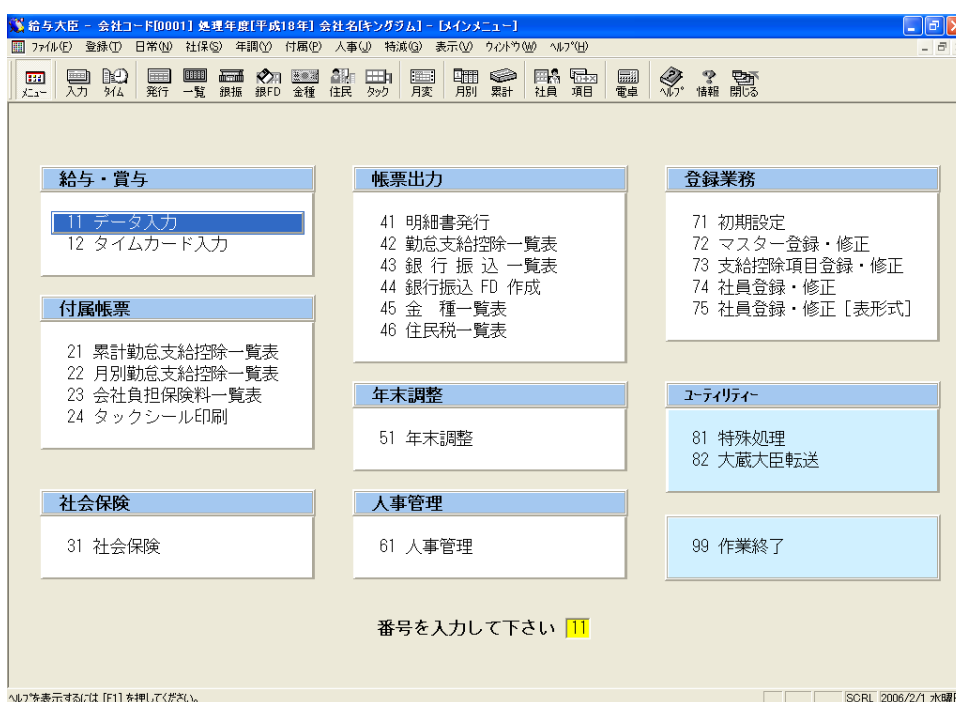 給与大臣 - 会社コード[0001] 処理年度[平成18年] 会社名[キングジム] - [メインメニュー]
ファイル(F) 登録(T) 日常(N) 社保(S) 年調(Y) 付属(P) 人事(J) 特減(G) 表示(V) ウィンドウ(W) ヘルプ(H)
メニュー 入力 タイム 発行 一覧 銀振 銀FD 金種 住民 タック 月変 月別 累計 社員 項目 電卓 ヘルプ 情報 閉じる
給与・賞与
11 データ入力
12 タイムカード入力
付属帳票
21 累計勤怠支給控除一覧表
22 月別勤怠支給控除一覧表
23 会社負担保険料一覧表
24 タックシール印刷
社会保険
31 社会保険
帳票出力
41 明細書発行
42 勤怠支給控除一覧表
43 銀 行 振 込 一覧表
44 銀行振込 FD 作成
45 金 種一覧表
46 住民税一覧表
年末調整
51 年末調整
人事管理
61 人事管理
登録業務
71 初期設定
72 マスター登録・修正
73 支給控除項目登録・修正
74 社員登録・修正
75 社員登録・修正[表形式]
ユーティリティー
81 特殊処理
82 大蔵大臣転送
99 作業終了
番号を入力して下さい 11
ヘルプを表示するには [F1] を押してください。 SCRL 2006/2/1 水曜